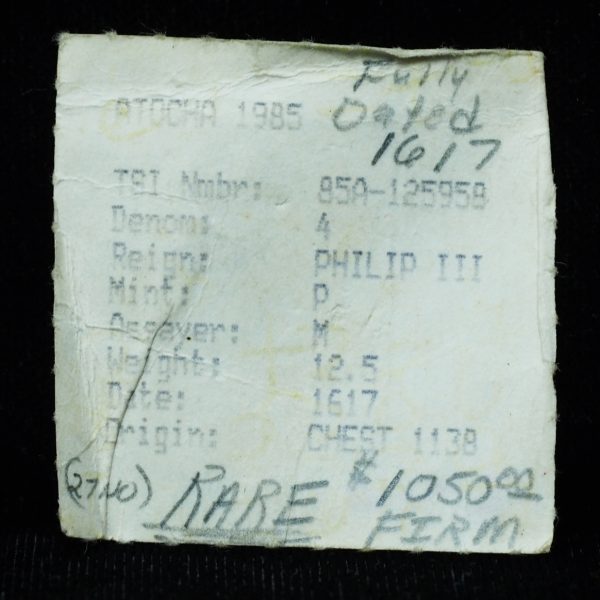 Fully
ATOCHA 1985 Dated
1617
TSI Nmbr: 85A-125958
Denom: 4
Reign: PHILIP III
Mint: P
Assayer: M
Weight: 12.5
Date: 1617
Origin: CHEST 1138
(27NO) RARE $1050.00
FIRM